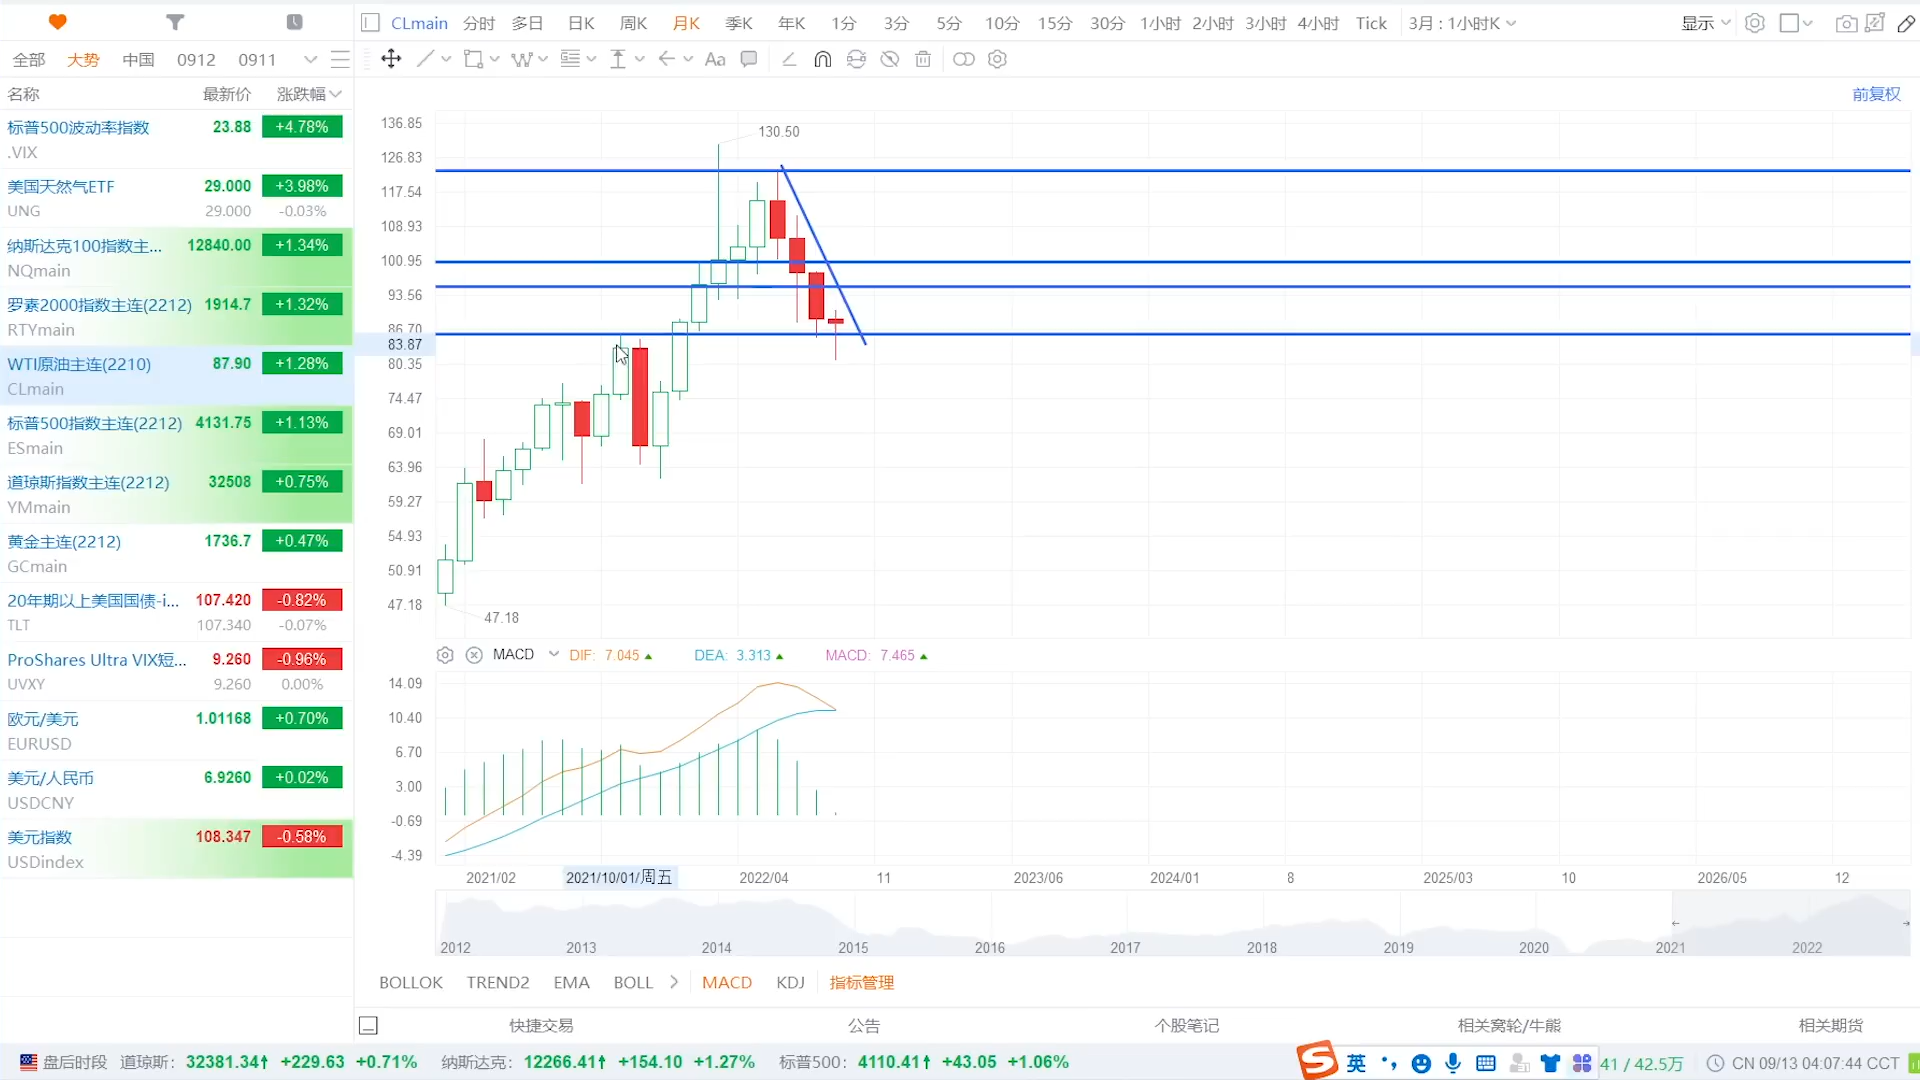 CLmain 分时 多日 日K 周K 月K 季K 年K 1分 3分 5分 10分 15分 30分 1小时 2小时 3小时 4小时 Tick 3月 : 1小时K 显示
全部 大势 中国 0912 0911
Aa
名称 最新价 涨跌幅
前复权
标普500波动率指数 23.88 +4.78%
.VIX
美国天然气ETF 29.000 +3.98%
UNG 29.000 -0.03%
纳斯达克100指数主... 12840.00 +1.34%
NQmain
罗素2000指数主连(2212) 1914.7 +1.32%
RTYmain
WTI原油主连(2210) 87.90 +1.28%
CLmain
标普500指数主连(2212) 4131.75 +1.13%
ESmain
道琼斯指数主连(2212) 32508 +0.75%
YMmain
黄金主连(2212) 1736.7 +0.47%
GCmain
20年期以上美国国债-i... 107.420 -0.82%
TLT 107.340 -0.07%
ProShares Ultra VIX短... 9.260 -0.96%
UVXY 9.260 0.00%
欧元/美元 1.01168 +0.70%
EURUSD
美元/人民币 6.9260 +0.02%
USDCNY
美元指数 108.347 -0.58%
USDindex
136.85
130.50
126.83
117.54
108.93
100.95
93.56
86.70
83.87
80.35
74.47
69.01
63.96
59.27
54.93
50.91
47.18
47.18
MACD DIF: 7.045 DEA: 3.313 MACD: 7.465
14.09
10.40
6.70
3.00
-0.69
-4.39
2021/02 2021/10/01/周五 2022/04 11 2023/06 2024/01 8 2025/03 10 2026/05 12
2012 2013 2014 2015 2016 2017 2018 2019 2020 2021 2022
BOLLOK TREND2 EMA BOLL MACD KDJ 指标管理
快捷交易 公告 个股笔记 相关窝轮/牛熊 相关期货
盘后时段 道琼斯: 32381.34 +229.63 +0.71% 纳斯达克: 12266.41 +154.10 +1.27% 标普500: 4110.41 +43.05 +1.06% S 英 41 / 42.5万 CN 09/13 04:07:44 CCT